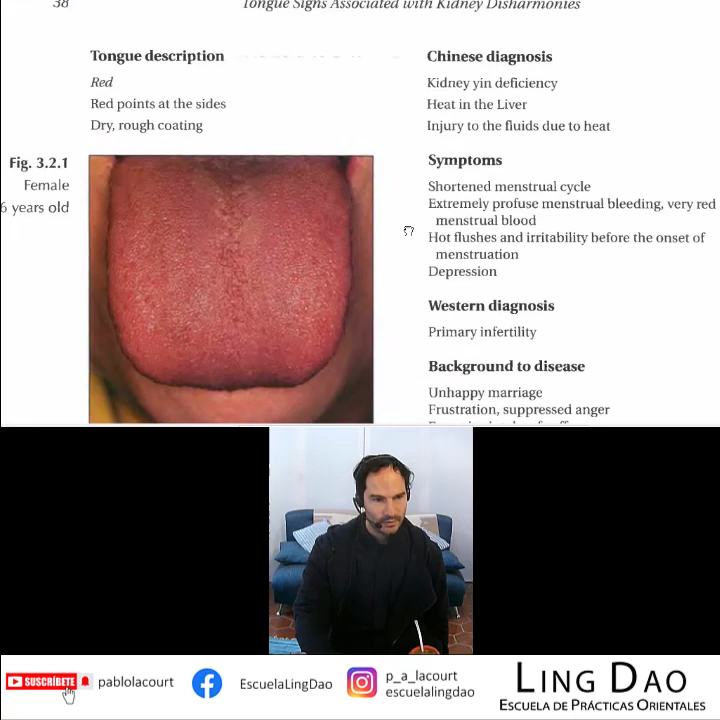 38
Tongue Signs Associated with Kidney Disharmonies
Tongue description
Red
Red points at the sides
Dry, rough coating
Fig. 3.2.1
Female
6 years old
Chinese diagnosis
Kidney yin deficiency
Heat in the Liver
Injury to the fluids due to heat
Symptoms
Shortened menstrual cycle
Extremely profuse menstrual bleeding, very red
menstrual blood
Hot flushes and irritability before the onset of
menstruation
Depression
Western diagnosis
Primary infertility
Background to disease
Unhappy marriage
Frustration, suppressed anger
SUSCRÍBETE
pablolacourt
EscuelaLingDao
p_a_lacourt
escuelalingdao
LING DAO
ESCUELA DE PRÁCTICAS ORIENTALES